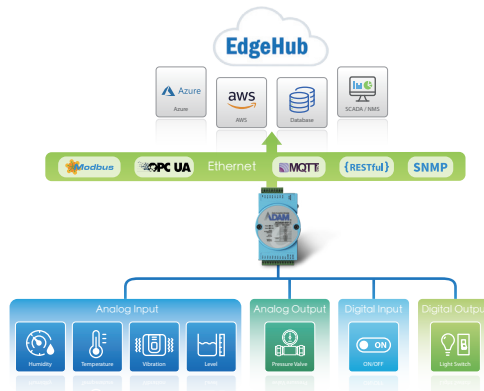 EdgeHub
Azure
Azure
aws
AWS
Database
SCADA / NMS
Modbus
OPC UA
Ethernet
MQTT
{RESTful}
SNMP
ADAM
Analog Input
Analog Output
Digital Input
Digital Output
Humidity
Temperature
Vibration
Level
Pressure Valve
ON
ON/OFF
Light Switch